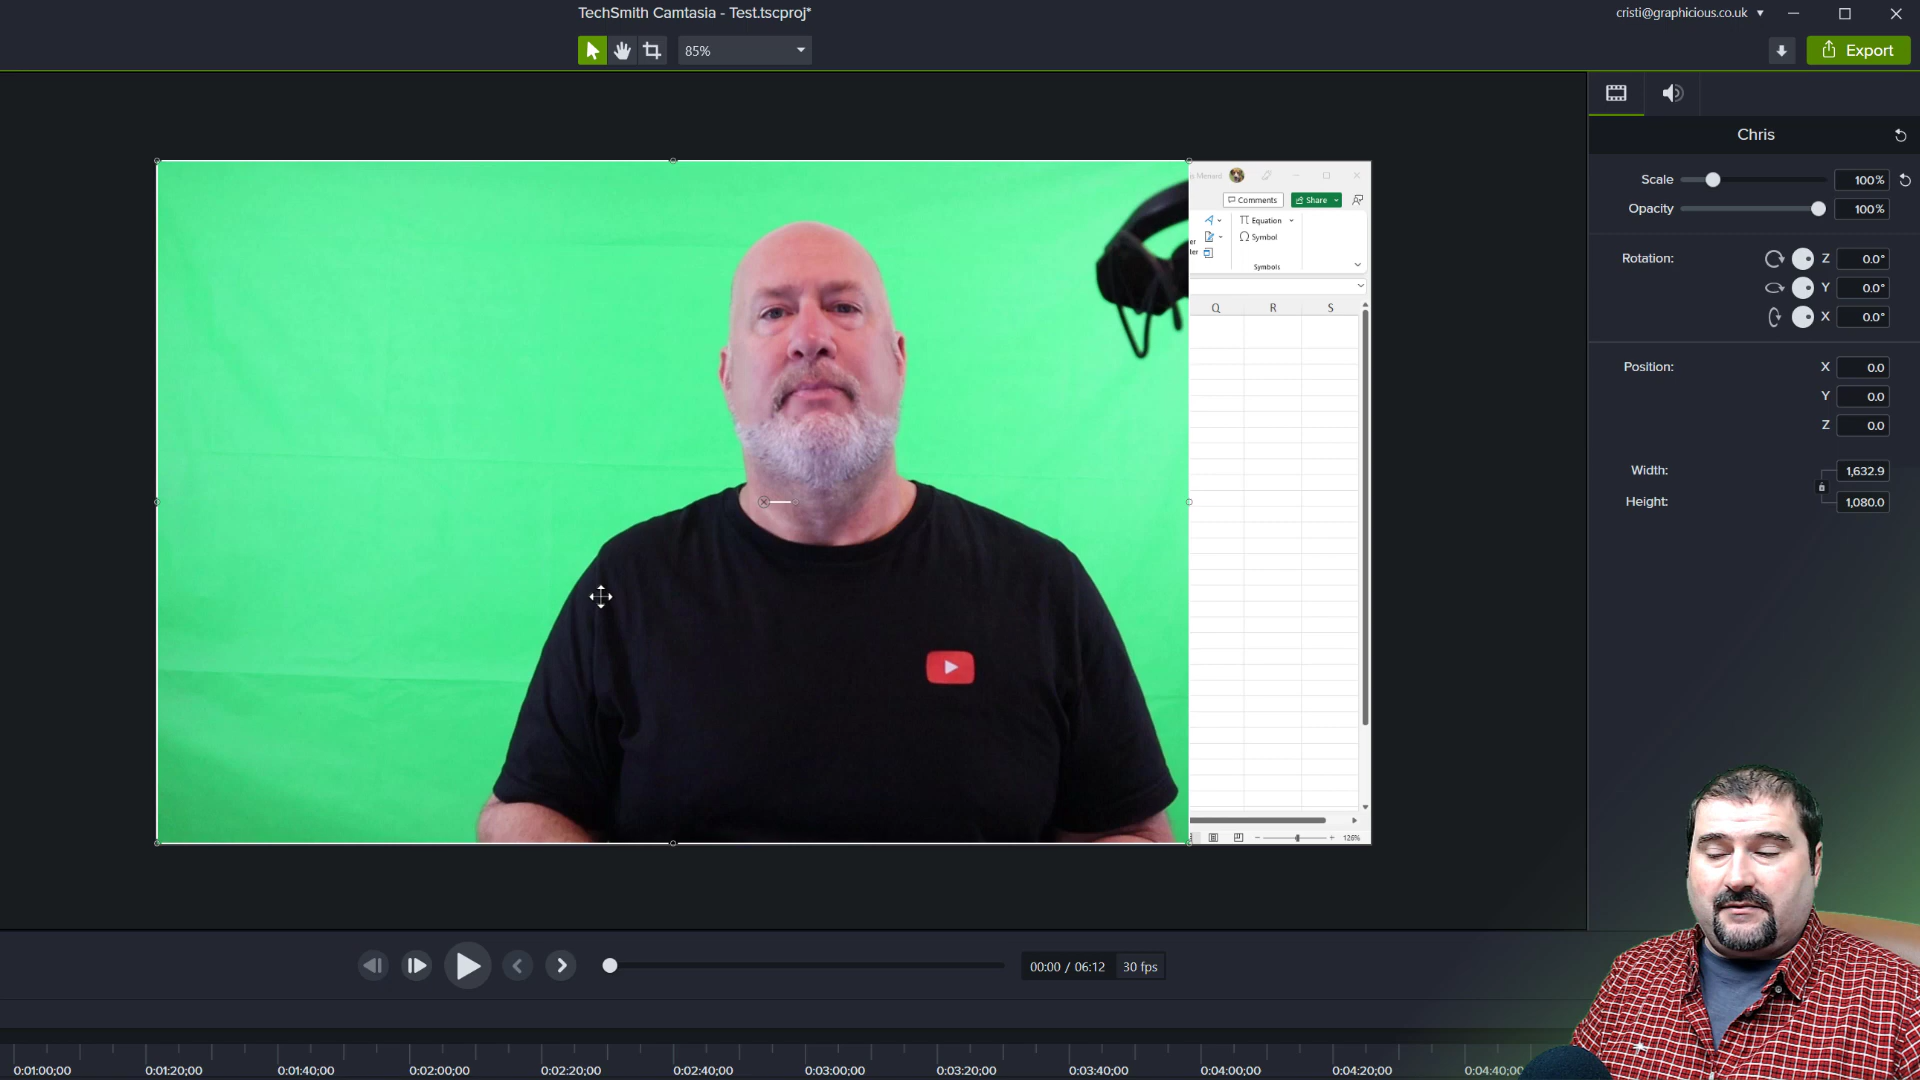 TechSmith Camtasia - Test.tscproj*
cristi@graphicious.co.uk
85%
Export
Chris
Scale 100%
Opacity 100%
Rotation: Z 0.0°
Y 0.0°
X 0.0°
Position: X 0.0
Y 0.0
Z 0.0
Width: 1,632.9
Height: 1,080.0
Menard
Comments Share
Equation
Symbol
Symbols
Q R S
126%
00:00 / 06:12 30 fps
0:01:00;00 0:01:20;00 0:01:40;00 0:02:00;00 0:02:20;00 0:02:40;00 0:03:00;00 0:03:20;00 0:03:40;00 0:04:00;00 0:04:20;00 0:04:40;00